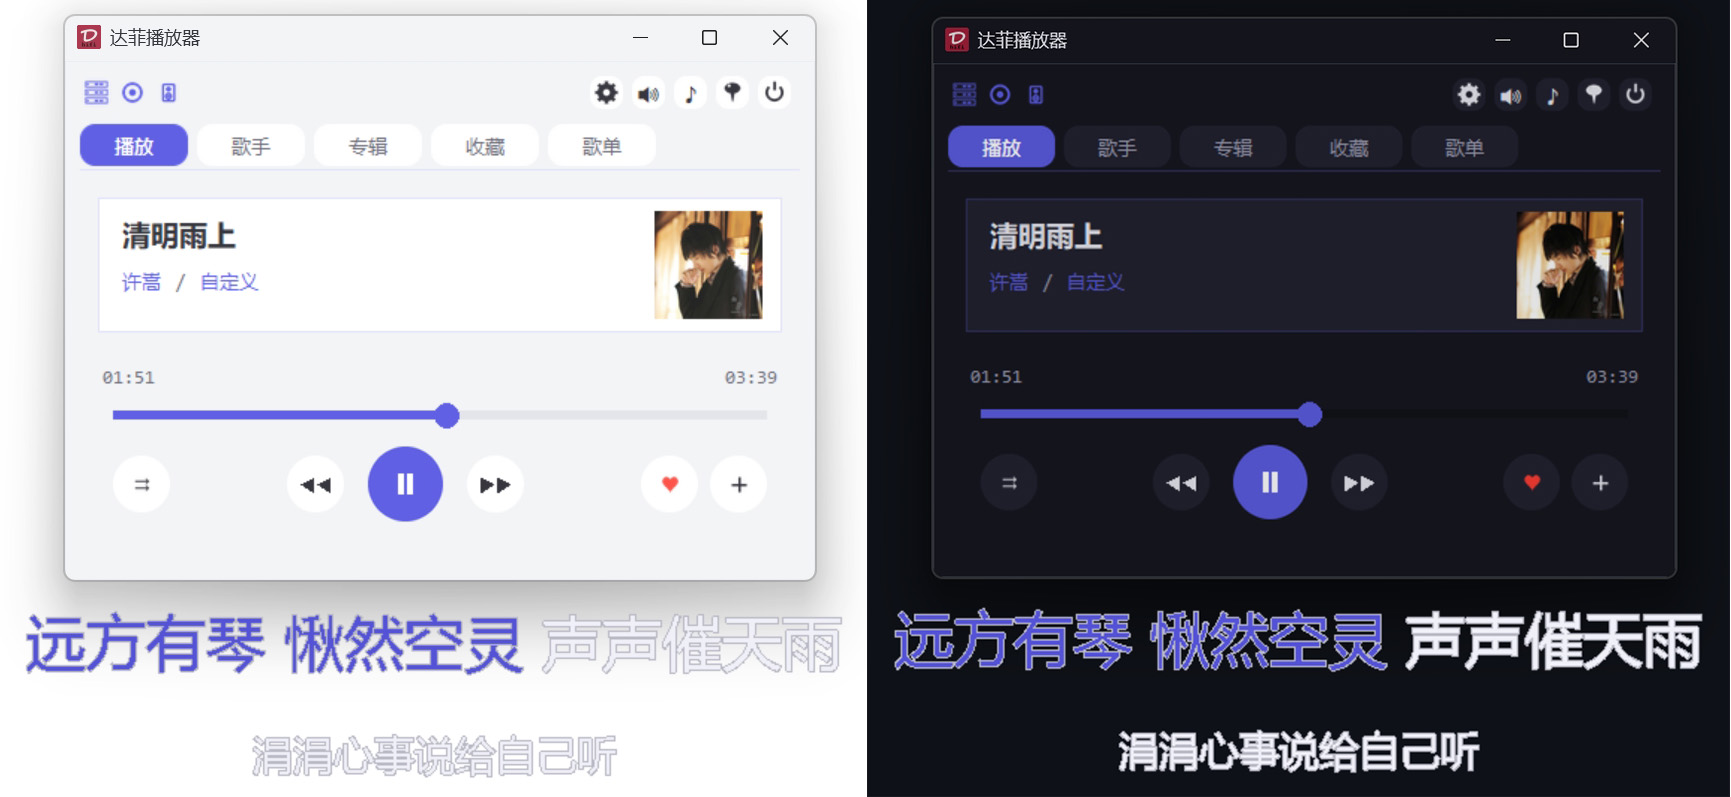 达菲播放器
播放 歌手 专辑 收藏 歌单
清明雨上
许嵩 / 自定义
01:51 03:39
远方有琴 愀然空灵 声声催天雨
涓涓心事说给自己听
达菲播放器
播放 歌手 专辑 收藏 歌单
清明雨上
许嵩 / 自定义
01:51 03:39
远方有琴 愀然空灵 声声催天雨
涓涓心事说给自己听